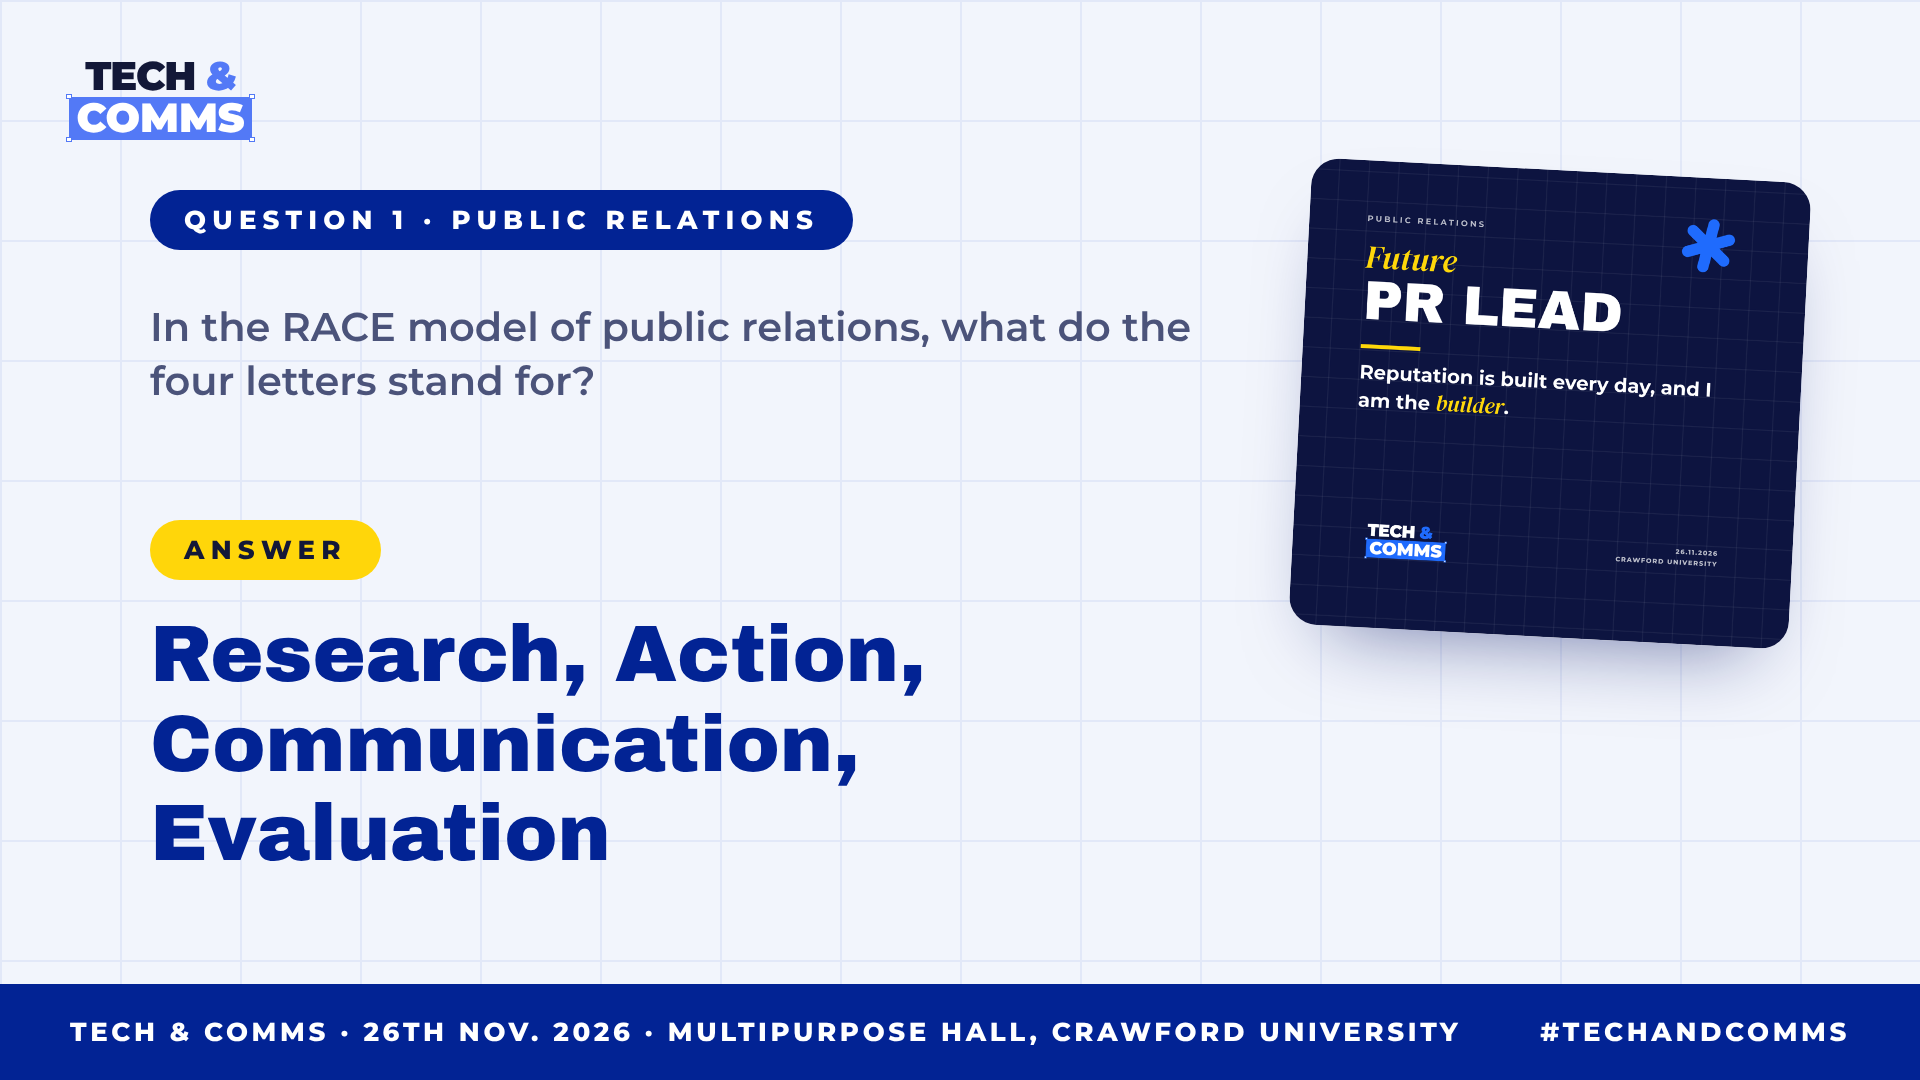 TECH &
COMMS
QUESTION 1 · PUBLIC RELATIONS
In the RACE model of public relations, what do the
four letters stand for?
ANSWER
Research, Action,
Communication,
Evaluation
PUBLIC RELATIONS
Future
PR LEAD
Reputation is built every day, and I
am the builder.
TECH &
COMMS
26.11.2026
CRAWFORD UNIVERSITY
TECH & COMMS · 26TH NOV. 2026 · MULTIPURPOSE HALL, CRAWFORD UNIVERSITY
#TECHANDCOMMS